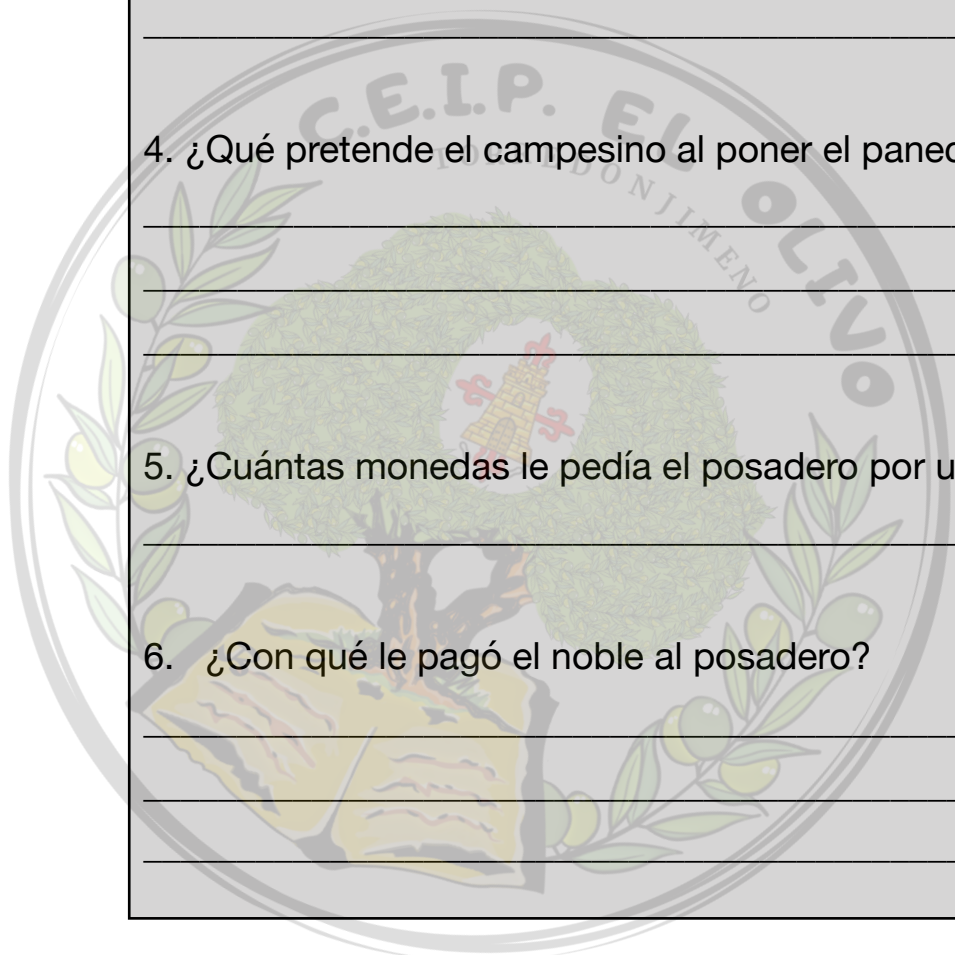 C.E.I.P. EL OLIVO
4. ¿Qué pretende el campesino al poner el
5. ¿Cuántas monedas le pedía el posadero por
6. ¿Con qué le pagó el noble al posadero?